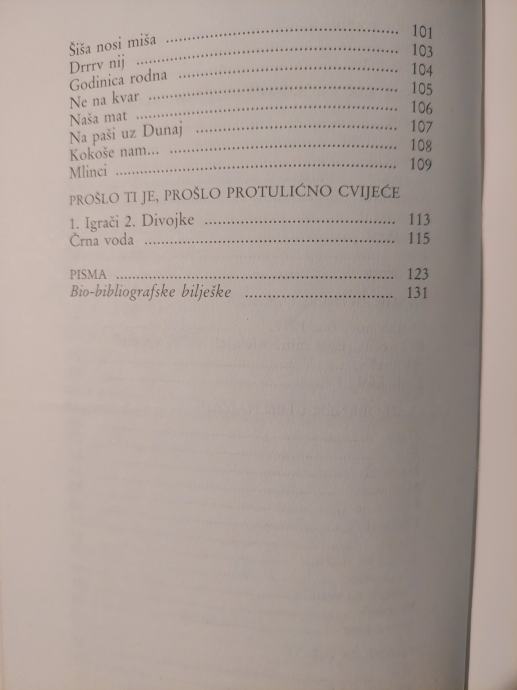 Šiša nosi miša ........ 101
Drrrv nij ........ 103
Godinica rodna ........ 104
Ne na kvar ........ 105
Naša mat ........ 106
Na paši uz Dunaj ........ 107
Kokoše nam... ........ 108
Mlinci ........ 109
PROŠLO TI JE, PROŠLO PROTULIĆNO CVIJEĆE
1. Igrači 2. Divojke ........ 113
Črna voda ........ 115
PISMA ........ 123
Bio-bibliografske bilješke ........ 131